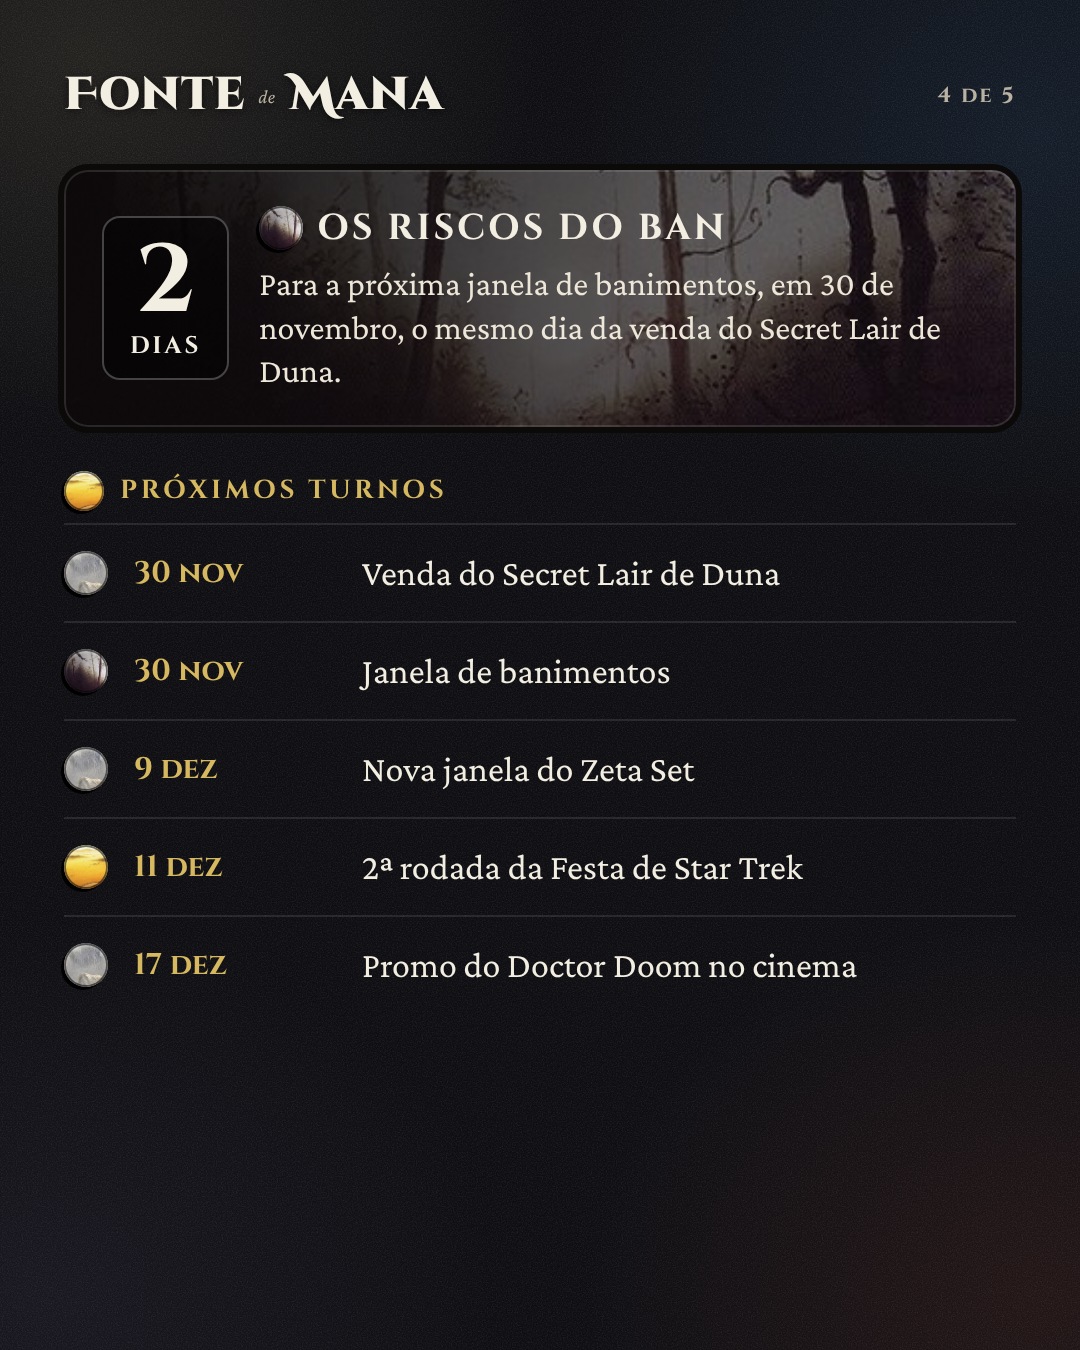 FONTE de MANA
4 DE 5
2
DIAS
OS RISCOS DO BAN
Para a próxima janela de banimentos, em 30 de
novembro, o mesmo dia da venda do Secret Lair de
Duna.
PRÓXIMOS TURNOS
30 NOV Venda do Secret Lair de Duna
30 NOV Janela de banimentos
9 DEZ Nova janela do Zeta Set
11 DEZ 2ª rodada da Festa de Star Trek
17 DEZ Promo do Doctor Doom no cinema